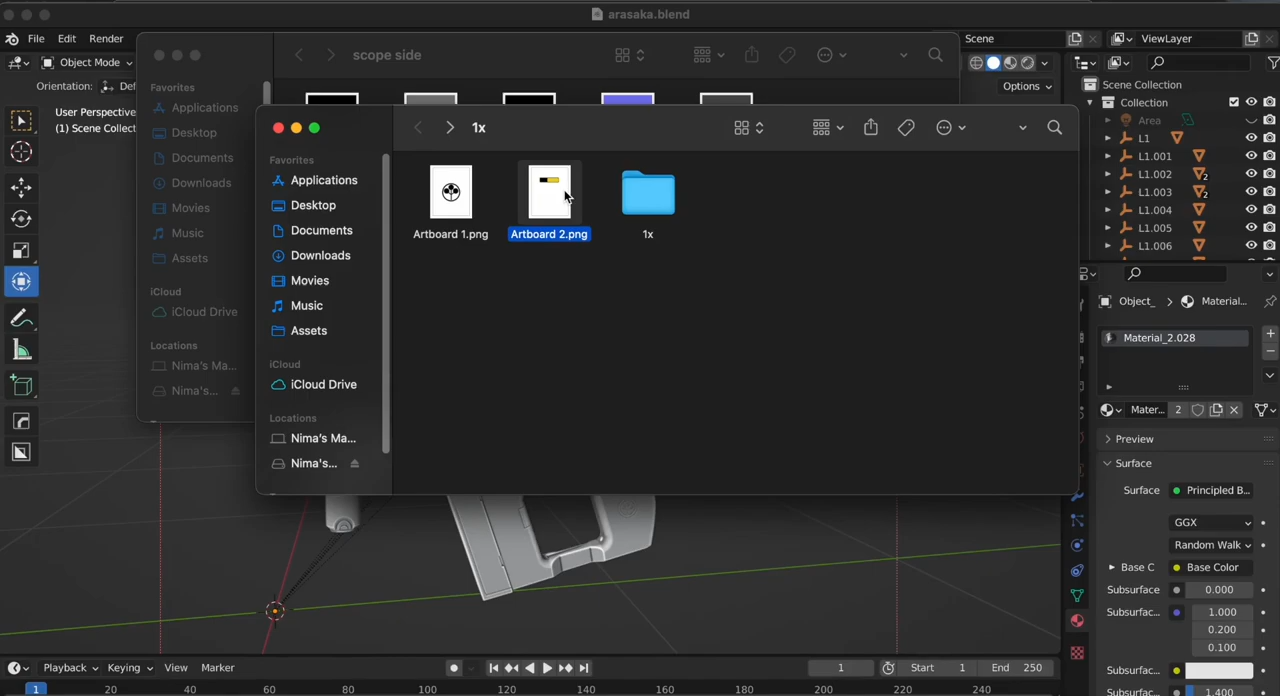 arasaka.blend
File Edit Render
scope side
Scene
ViewLayer
Object Mode
Options
Orientation:
User Perspective
(1) Scene Collect
Favorites
Applications
Desktop
Documents
Downloads
Movies
Music
Assets
iCloud
iCloud Drive
Locations
Nima's Ma...
Nima's...
1x
Favorites
Applications
Desktop
Documents
Downloads
Movies
Music
Assets
iCloud
iCloud Drive
Locations
Nima's Ma...
Nima's...
Artboard 1.png
Artboard 2.png
1x
Scene Collection
Collection
Area
L1
L1.001
L1.002 2
L1.003 2
L1.004
L1.005
L1.006
Object_ Material...
Material_2.028
Mater... 2
Preview
Surface
Surface Principled B...
GGX
Random Walk
Base C Base Color
Subsurface 0.000
Subsurfac... 1.000
0.200
0.100
Subsurfac...
Subsurfac... 1.400
Playback Keying View Marker
1 Start 1 End 250
1 20 40 60 80 100 120 140 160 180 200 220 240